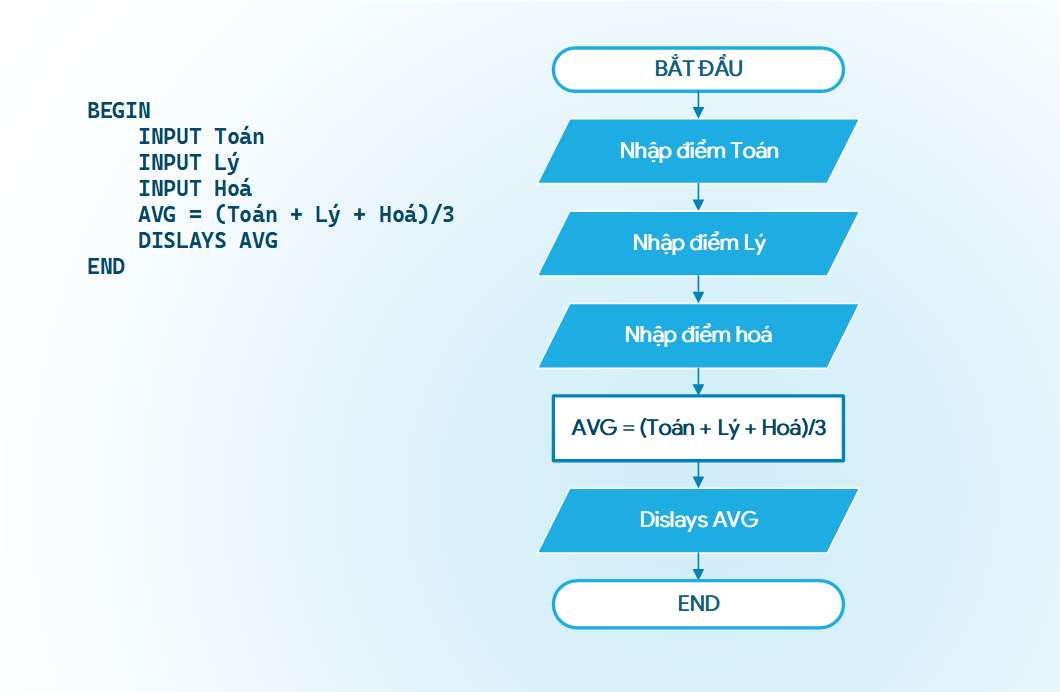 BEGIN
INPUT Toán
INPUT Lý
INPUT Hoá
AVG = (Toán + Lý + Hoá)/3
DISLAYS AVG
END
BẮT ĐẦU
Nhập điểm Toán
Nhập điểm Lý
Nhập điểm hoá
AVG = (Toán + Lý + Hoá)/3
Dislays AVG
END